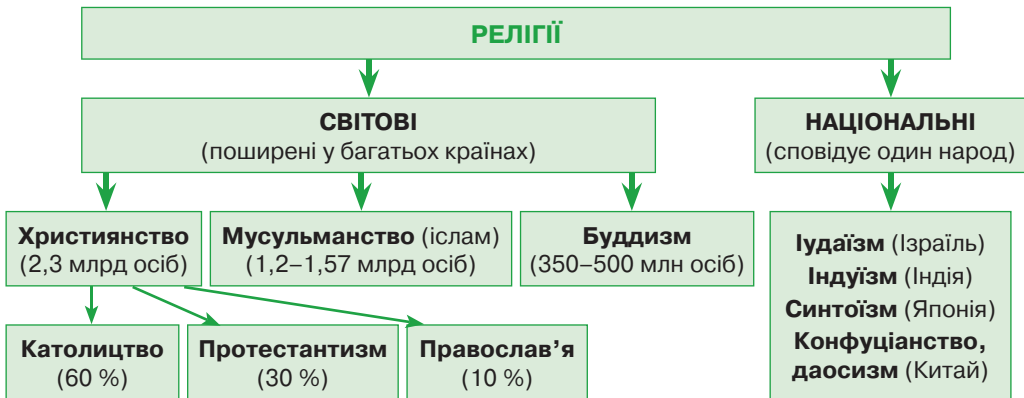 РЕЛІГІЇ
СВІТОВІ
(поширені у багатьох країнах)
НАЦІОНАЛЬНІ
(сповідує один народ)
Християнство
(2,3 млрд осіб)
Мусульманство (іслам)
(1,2–1,57 млрд осіб)
Буддизм
(350–500 млн осіб)
Іудаїзм (Ізраїль)
Індуїзм (Індія)
Синтоїзм (Японія)
Конфуціанство,
даосизм (Китай)
Католицтво
(60 %)
Протестантизм
(30 %)
Православ’я
(10 %)